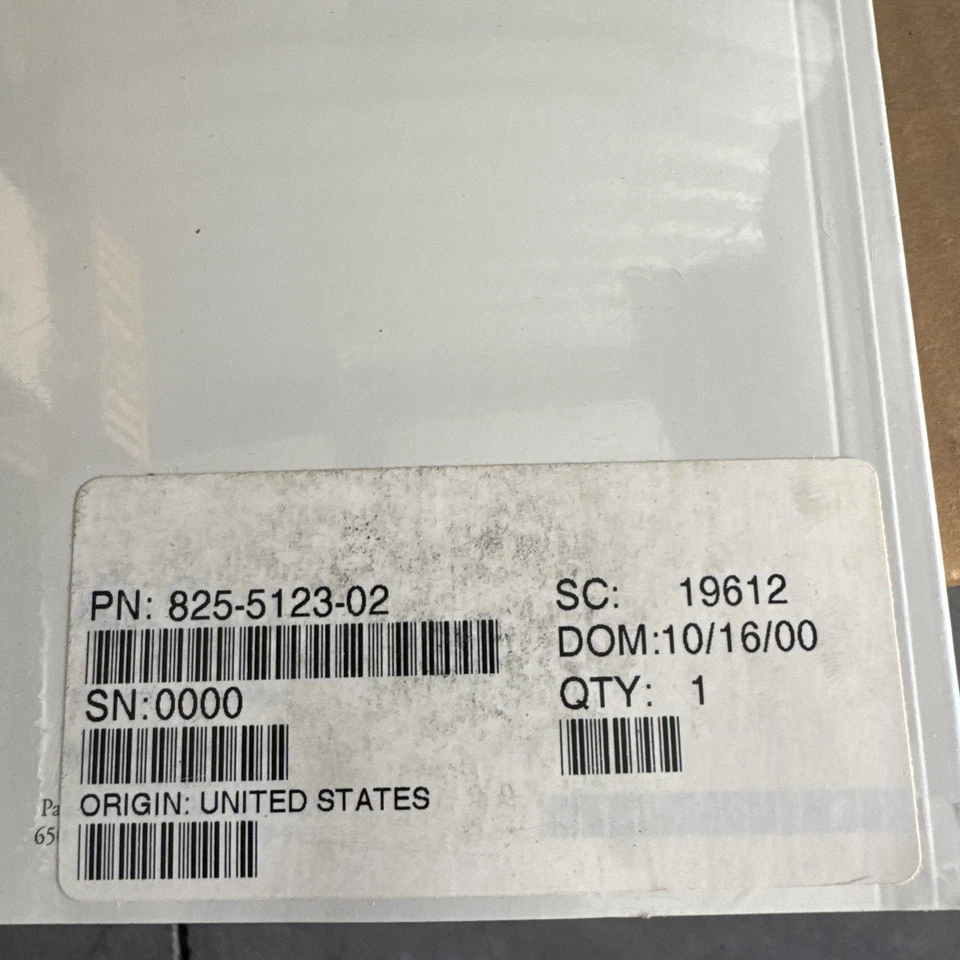 PN: 825-5123-02
SN:0000
ORIGIN: UNITED STATES
SC: 19612
DOM:10/16/00
QTY: 1